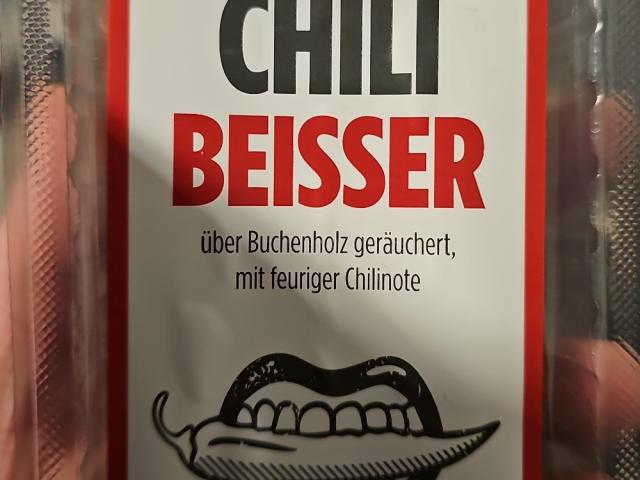 CHILI
BEISSER
über Buchenholz geräuchert,
mit feuriger Chilinote